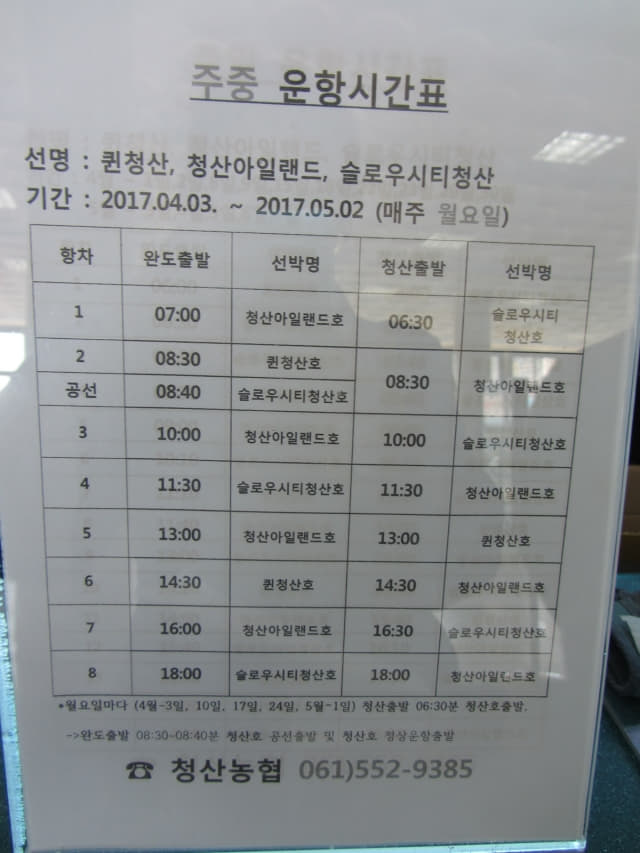 주중 운항시간표
선명 : 퀸청산, 청산아일랜드, 슬로우시티청산
기간 : 2017.04.03. ~ 2017.05.02 (매주 월요일)
항차 완도출발 선박명 청산출발 선박명
1 07:00 청산아일랜드호 06:30 슬로우시티
청산호
2 08:30 퀸청산호 08:30 청산아일랜드호
공선 08:40 슬로우시티청산호
3 10:00 청산아일랜드호 10:00 슬로우시티청산호
4 11:30 슬로우시티청산호 11:30 청산아일랜드호
5 13:00 청산아일랜드호 13:00 퀸청산호
6 14:30 퀸청산호 14:30 청산아일랜드호
7 16:00 청산아일랜드호 16:30 슬로우시티청산호
8 18:00 슬로우시티청산호 18:00 청산아일랜드호
*월요일마다 (4월-3일, 10일, 17일, 24일, 5월-1일) 청산출발 06:30분 청산호출발.
->완도출발 08:30-08:40분 청산호 공선출발 및 청산호 정상운항출발
☎ 청산농협 061)552-9385